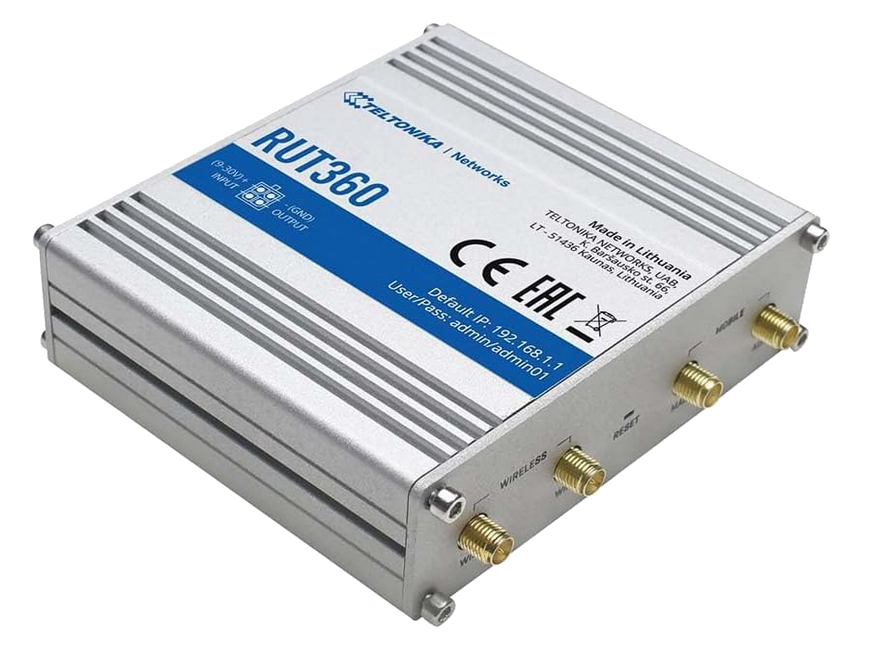 TELTONIKA | Networks
RUT360
(9-30V) +
INPUT
- (GND)
OUTPUT
Made in Lithuania
TELTONIKA NETWORKS, UAB,
K. Baršausko st. 66,
LT - 51436 Kaunas, Lithuania
CE EAC
Default IP: 192.168.1.1
User/Pass: admin/admin01
MOBILE
RESET
WIRELESS